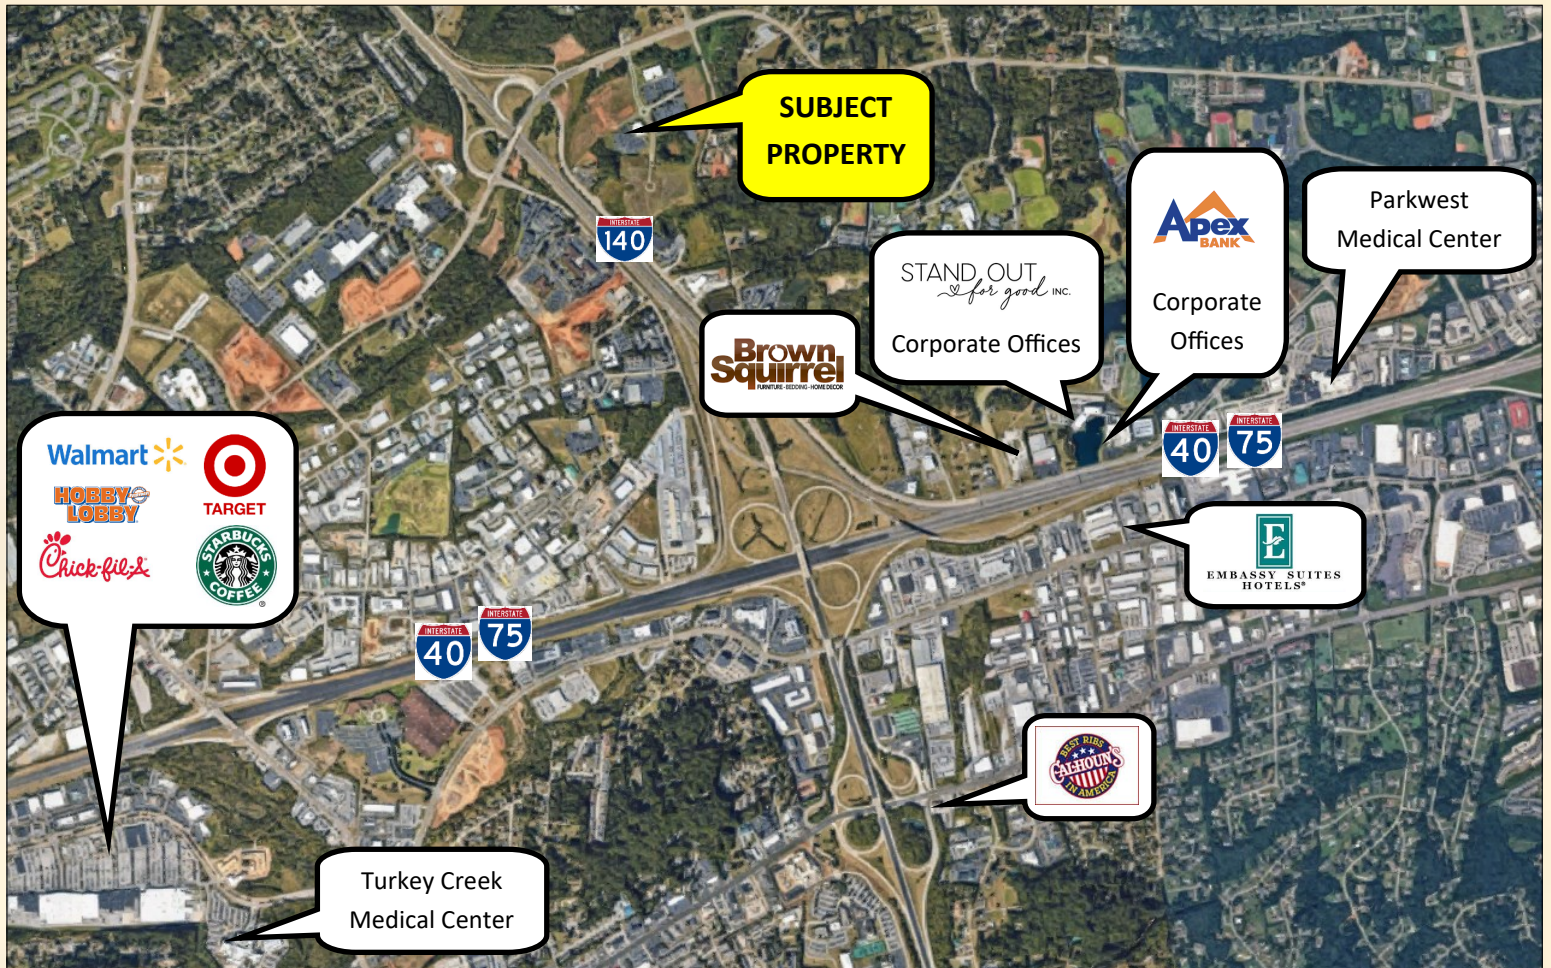 SUBJECT
PROPERTY
INTERSTATE
140
Apex
BANK
Corporate
Offices
Parkwest
Medical Center
STAND OUT
for good INC.
Corporate Offices
Brown
Squirrel
FURNITURE - BEDDING - HOME DECOR
INTERSTATE
40
INTERSTATE
75
Walmart
TARGET
HOBBY
LOBBY
Chick-fil-A
STARBUCKS
COFFEE
®
EMBASSY SUITES
HOTELS®
INTERSTATE
40
INTERSTATE
75
BEST RIBS
CALHOUN'S
IN AMERICA
Turkey Creek
Medical Center